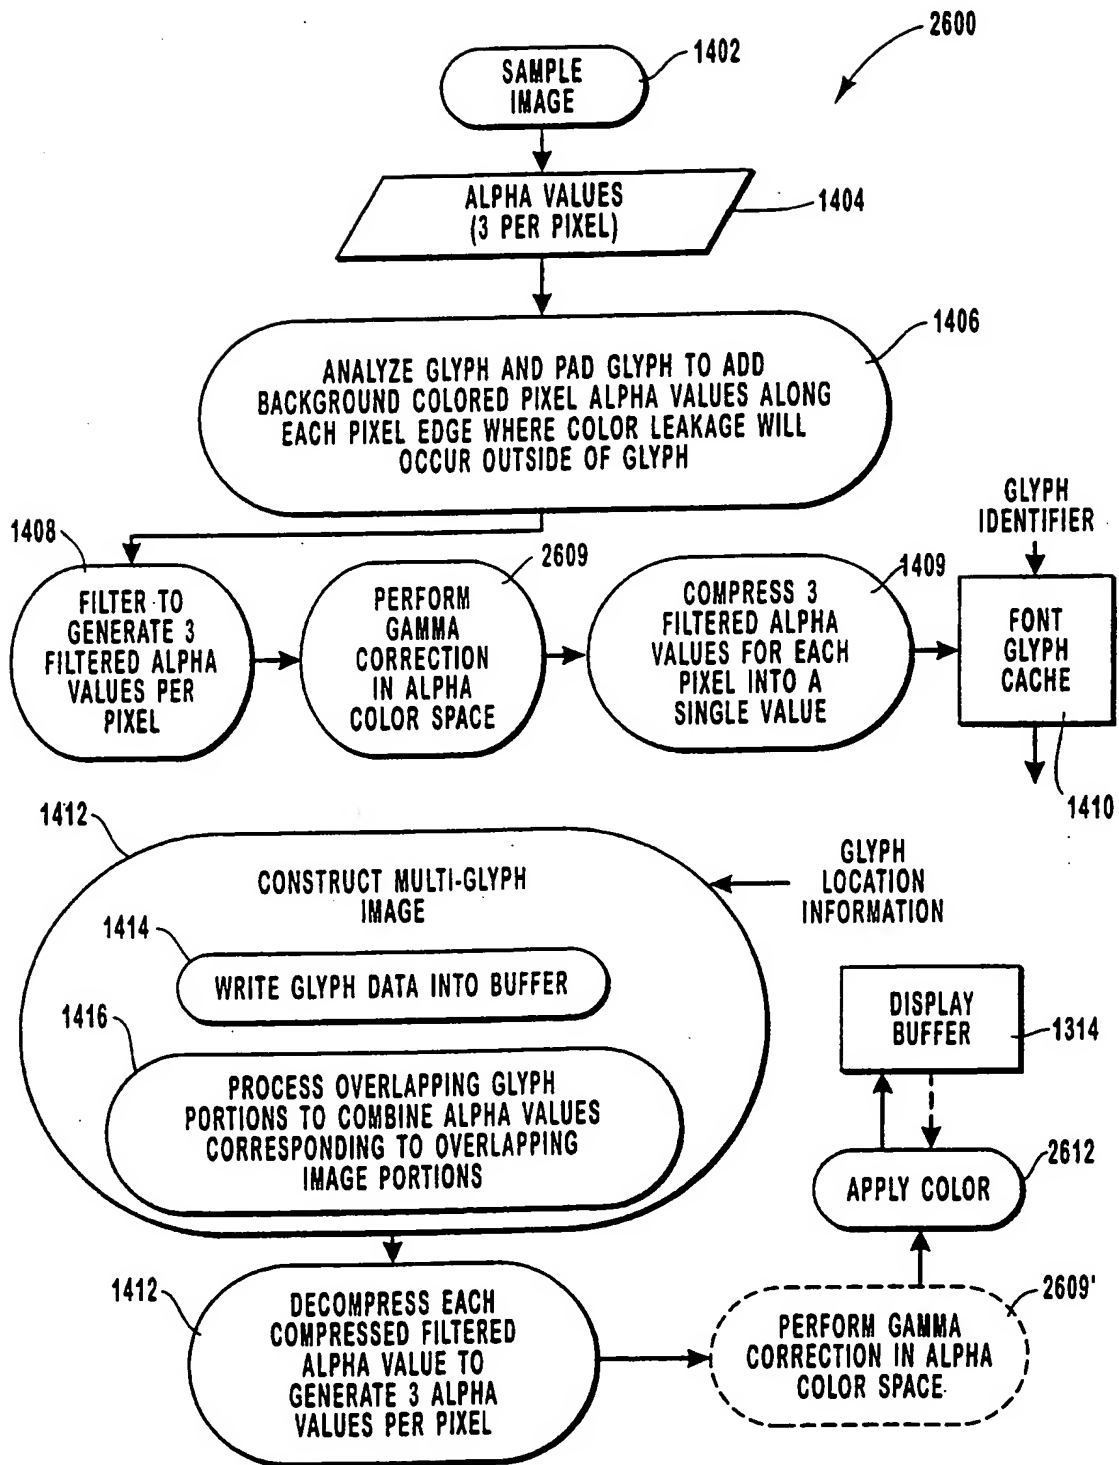 2600
1402
SAMPLE
IMAGE
ALPHA VALUES
(3 PER PIXEL)
1404
1406
ANALYZE GLYPH AND PAD GLYPH TO ADD
BACKGROUND COLORED PIXEL ALPHA VALUES ALONG
EACH PIXEL EDGE WHERE COLOR LEAKAGE WILL
OCCUR OUTSIDE OF GLYPH
1408
FILTER TO
GENERATE 3
FILTERED ALPHA
VALUES PER
PIXEL
2609
PERFORM
GAMMA
CORRECTION
IN ALPHA
COLOR SPACE
1409
COMPRESS 3
FILTERED ALPHA
VALUES FOR EACH
PIXEL INTO A
SINGLE VALUE
GLYPH
IDENTIFIER
FONT
GLYPH
CACHE
1410
1412
CONSTRUCT MULTI-GLYPH
IMAGE
GLYPH
LOCATION
INFORMATION
1414
WRITE GLYPH DATA INTO BUFFER
1416
PROCESS OVERLAPPING GLYPH
PORTIONS TO COMBINE ALPHA VALUES
CORRESPONDING TO OVERLAPPING
IMAGE PORTIONS
DISPLAY
BUFFER
1314
2612
APPLY COLOR
1412
DECOMPRESS EACH
COMPRESSED FILTERED
ALPHA VALUE TO
GENERATE 3 ALPHA
VALUES PER PIXEL
2609'
PERFORM GAMMA
CORRECTION IN ALPHA
COLOR SPACE